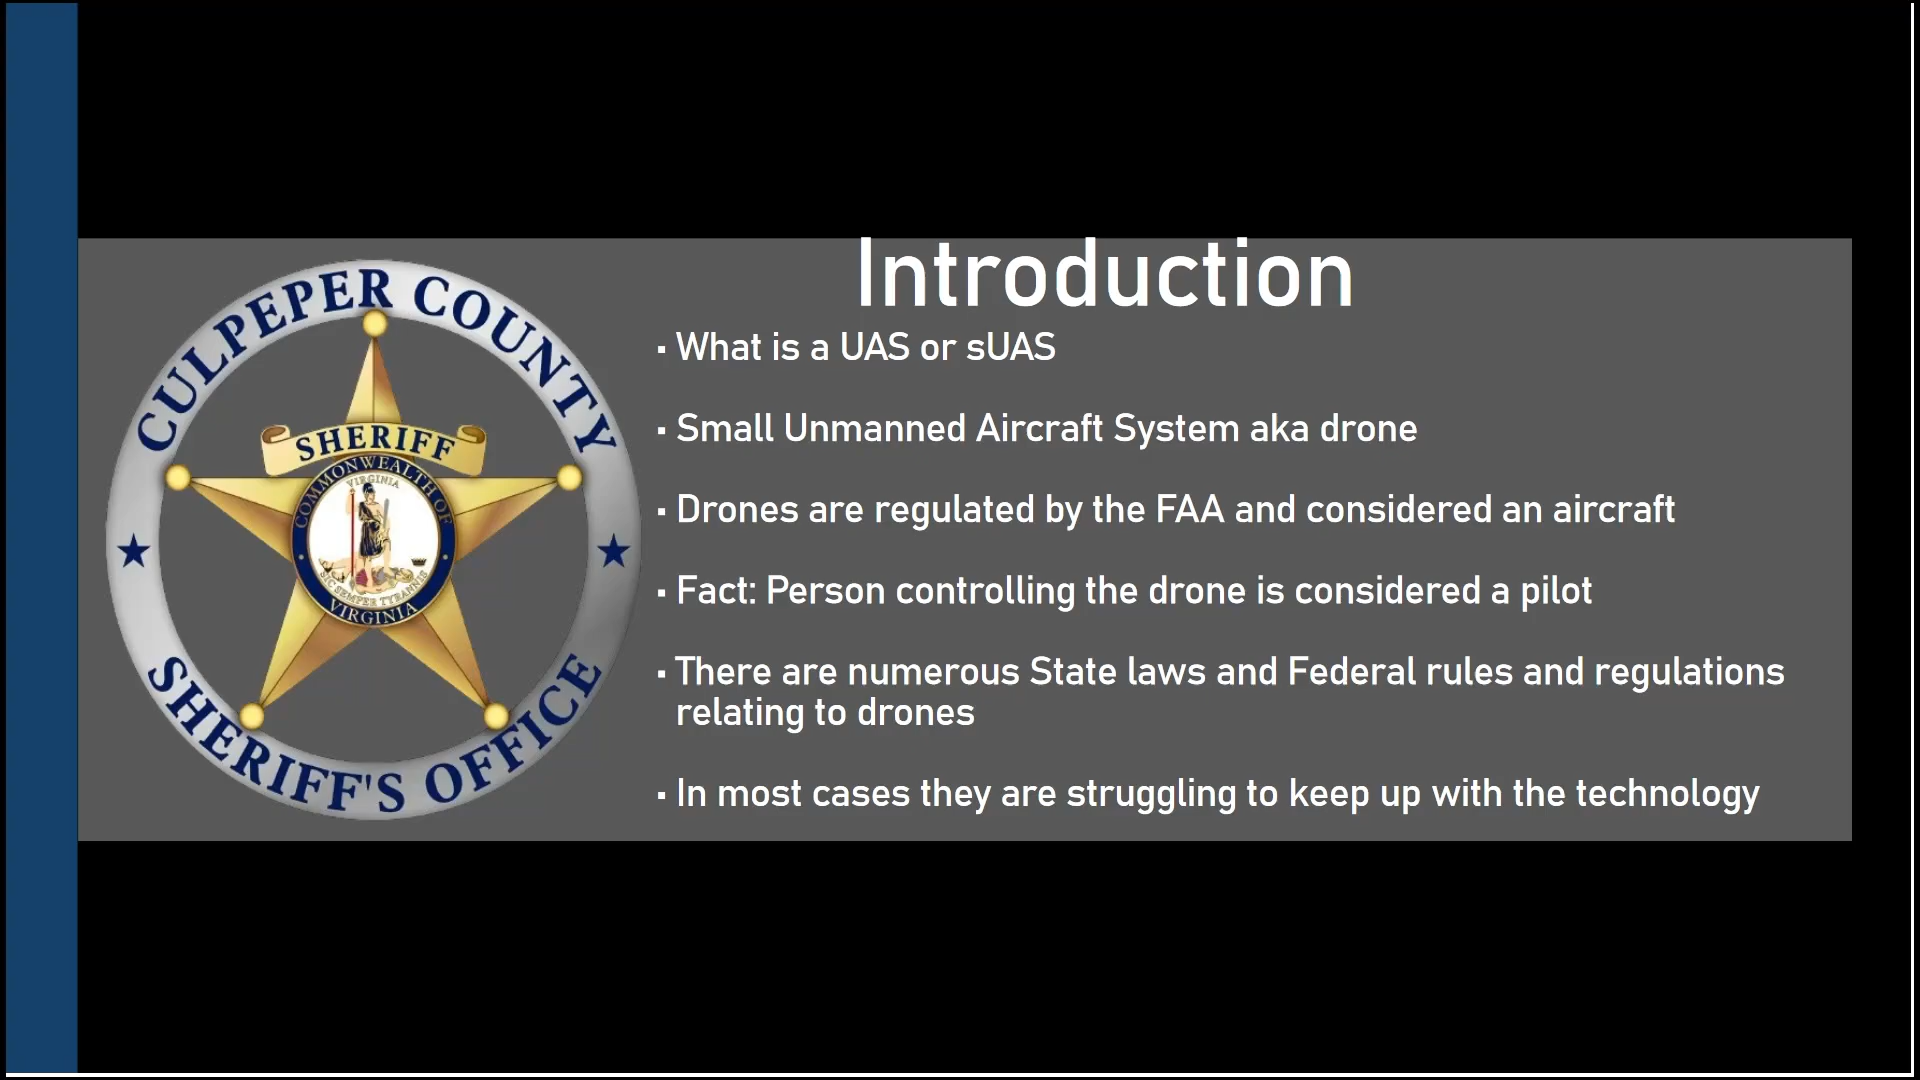 CULPEPER COUNTY
SHERIFF
COMMONWEALTH OF
VIRGINIA
SIC SEMPER TYRANNIS
VIRGINIA
SHERIFF'S OFFICE
Introduction
▪ What is a UAS or sUAS
▪ Small Unmanned Aircraft System aka drone
▪ Drones are regulated by the FAA and considered an aircraft
▪ Fact: Person controlling the drone is considered a pilot
▪ There are numerous State laws and Federal rules and regulations
relating to drones
▪ In most cases they are struggling to keep up with the technology